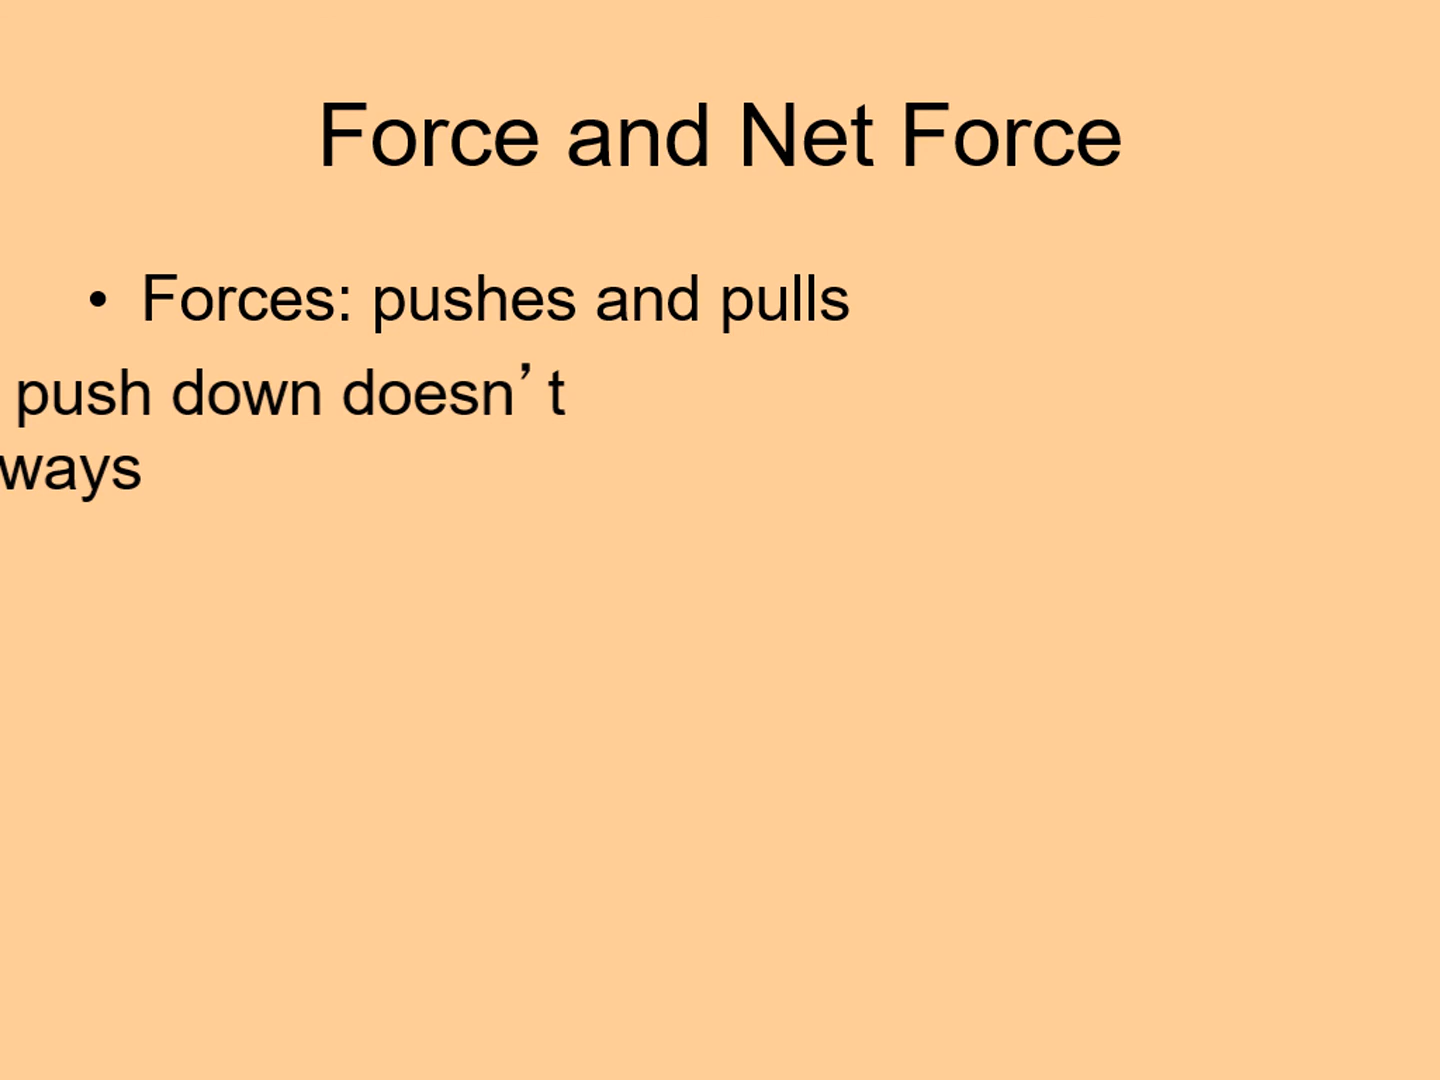 Force and Net Force
• Forces: pushes and pulls
push down doesn’t
ways